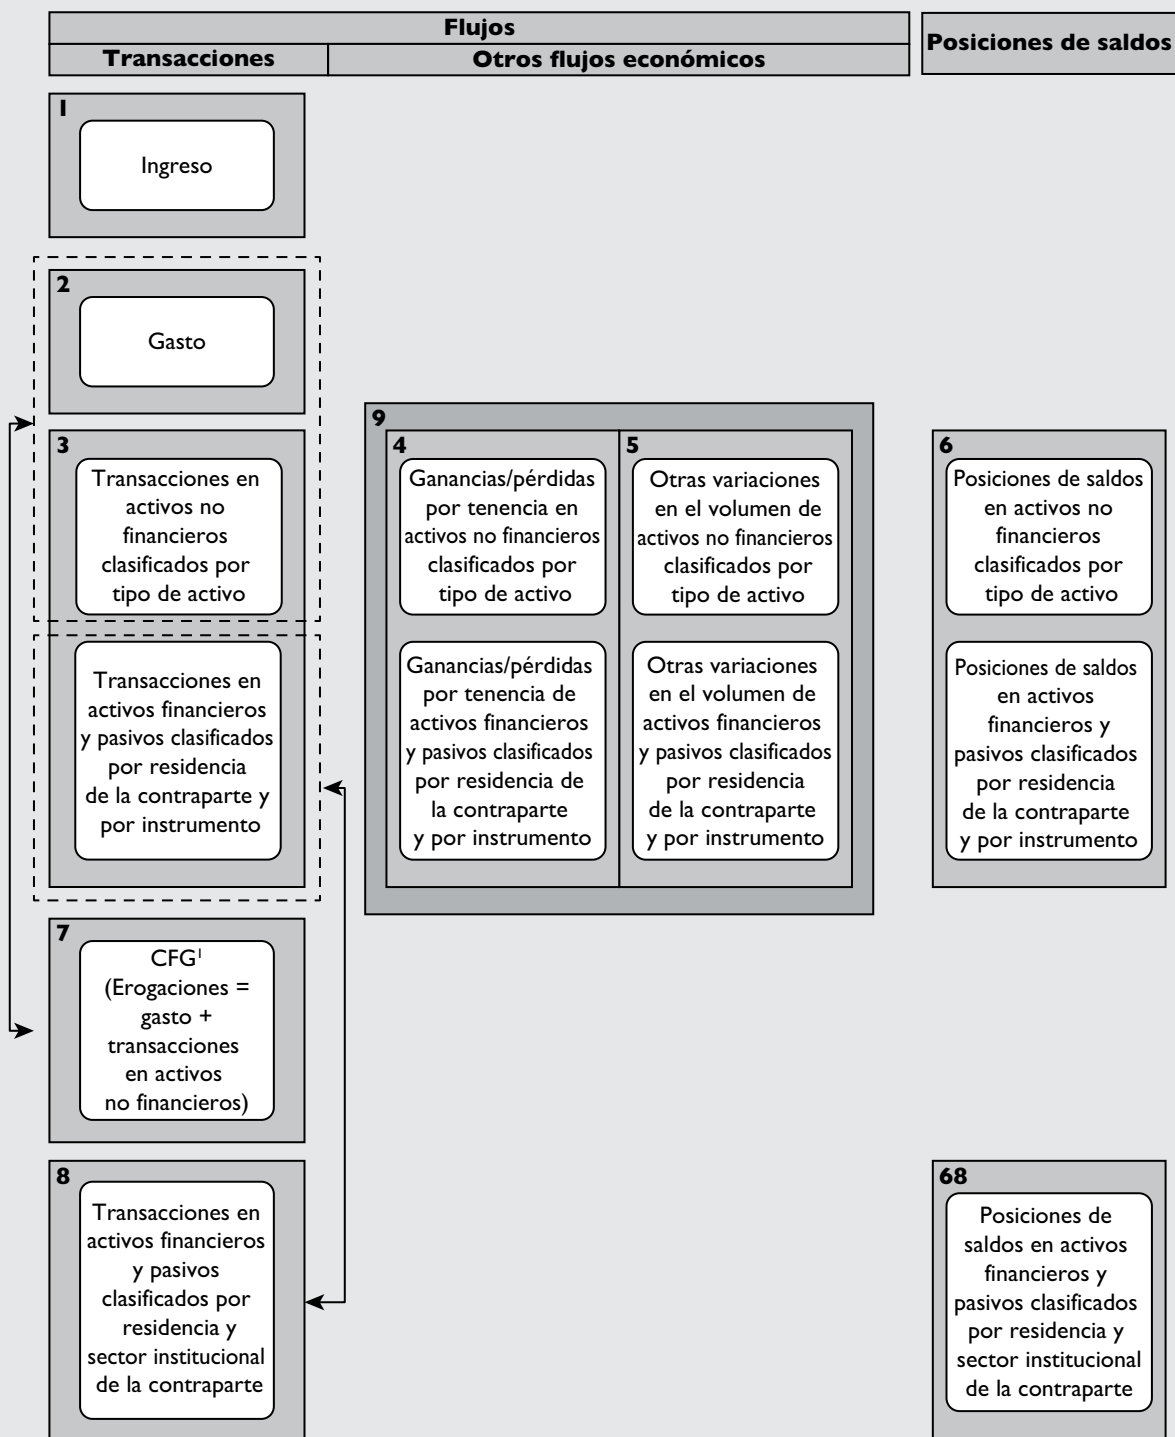 Flujos
Transacciones
Otros flujos económicos
Posiciones de saldos
1
Ingreso
2
Gasto
3
Transacciones en
activos no
financieros
clasificados por
tipo de activo
Transacciones en
activos financieros
y pasivos clasificados
por residencia
de la contraparte y
por instrumento
9
4
Ganancias/pérdidas
por tenencia en
activos no financieros
clasificados por
tipo de activo
Ganancias/pérdidas
por tenencia de
activos financieros
y pasivos clasificados
por residencia de
la contraparte
y por instrumento
5
Otras variaciones
en el volumen de
activos no financieros
clasificados por
tipo de activo
Otras variaciones
en el volumen de
activos financieros
y pasivos clasificados
por residencia
de la contraparte
y por instrumento
6
Posiciones de saldos
en activos no
financieros
clasificados por
tipo de activo
Posiciones de saldos
en activos
financieros y
pasivos clasificados
por residencia
de la contraparte
y por instrumento
7
CFG¹
(Erogaciones =
gasto +
transacciones
en activos
no financieros)
8
Transacciones en
activos financieros
y pasivos
clasificados por
residencia y
sector institucional
de la contraparte
68
Posiciones de
saldos en activos
financieros y
pasivos clasificados
por residencia y
sector institucional
de la contraparte